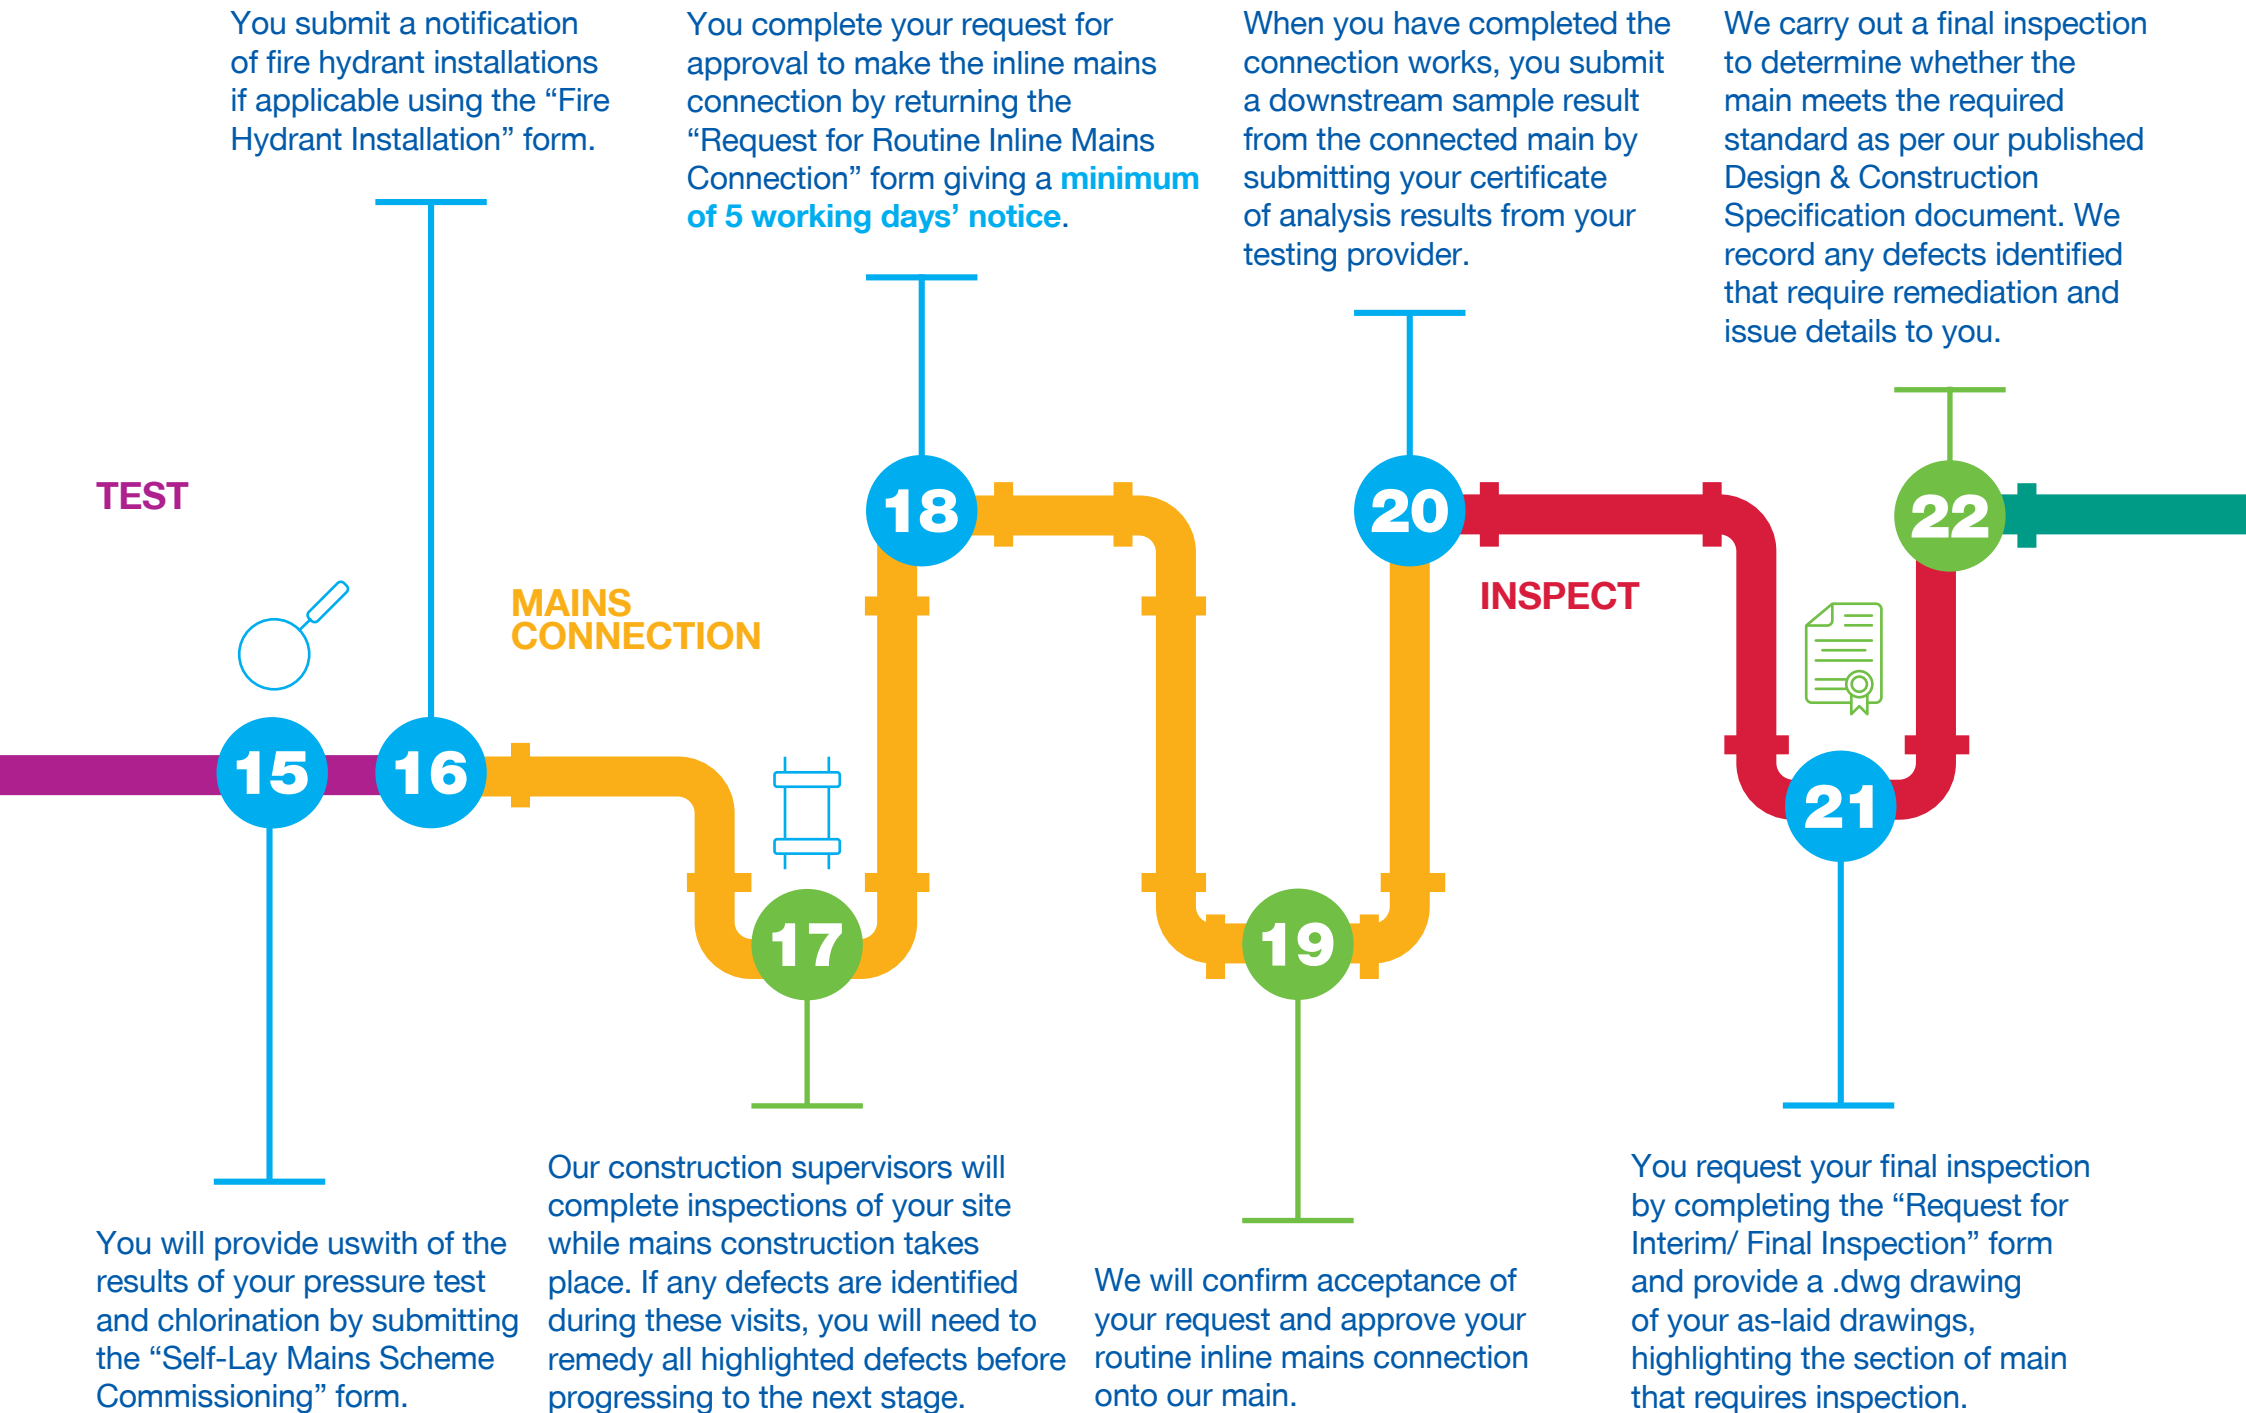 You submit a notification
of fire hydrant installations
if applicable using the “Fire
Hydrant Installation” form.
You complete your request for
approval to make the inline mains
connection by returning the
“Request for Routine Inline Mains
Connection” form giving a minimum
of 5 working days’ notice.
When you have completed the
connection works, you submit
a downstream sample result
from the connected main by
submitting your certificate
of analysis results from your
testing provider.
We carry out a final inspection
to determine whether the
main meets the required
standard as per our published
Design & Construction
Specification document. We
record any defects identified
that require remediation and
issue details to you.
TEST
15
16
MAINS
CONNECTION
17
18
19
20
INSPECT
21
22
You will provide uswith of the
results of your pressure test
and chlorination by submitting
the “Self-Lay Mains Scheme
Commissioning” form.
Our construction supervisors will
complete inspections of your site
while mains construction takes
place. If any defects are identified
during these visits, you will need to
remedy all highlighted defects before
progressing to the next stage.
We will confirm acceptance of
your request and approve your
routine inline mains connection
onto our main.
You request your final inspection
by completing the “Request for
Interim/ Final Inspection” form
and provide a .dwg drawing
of your as-laid drawings,
highlighting the section of main
that requires inspection.